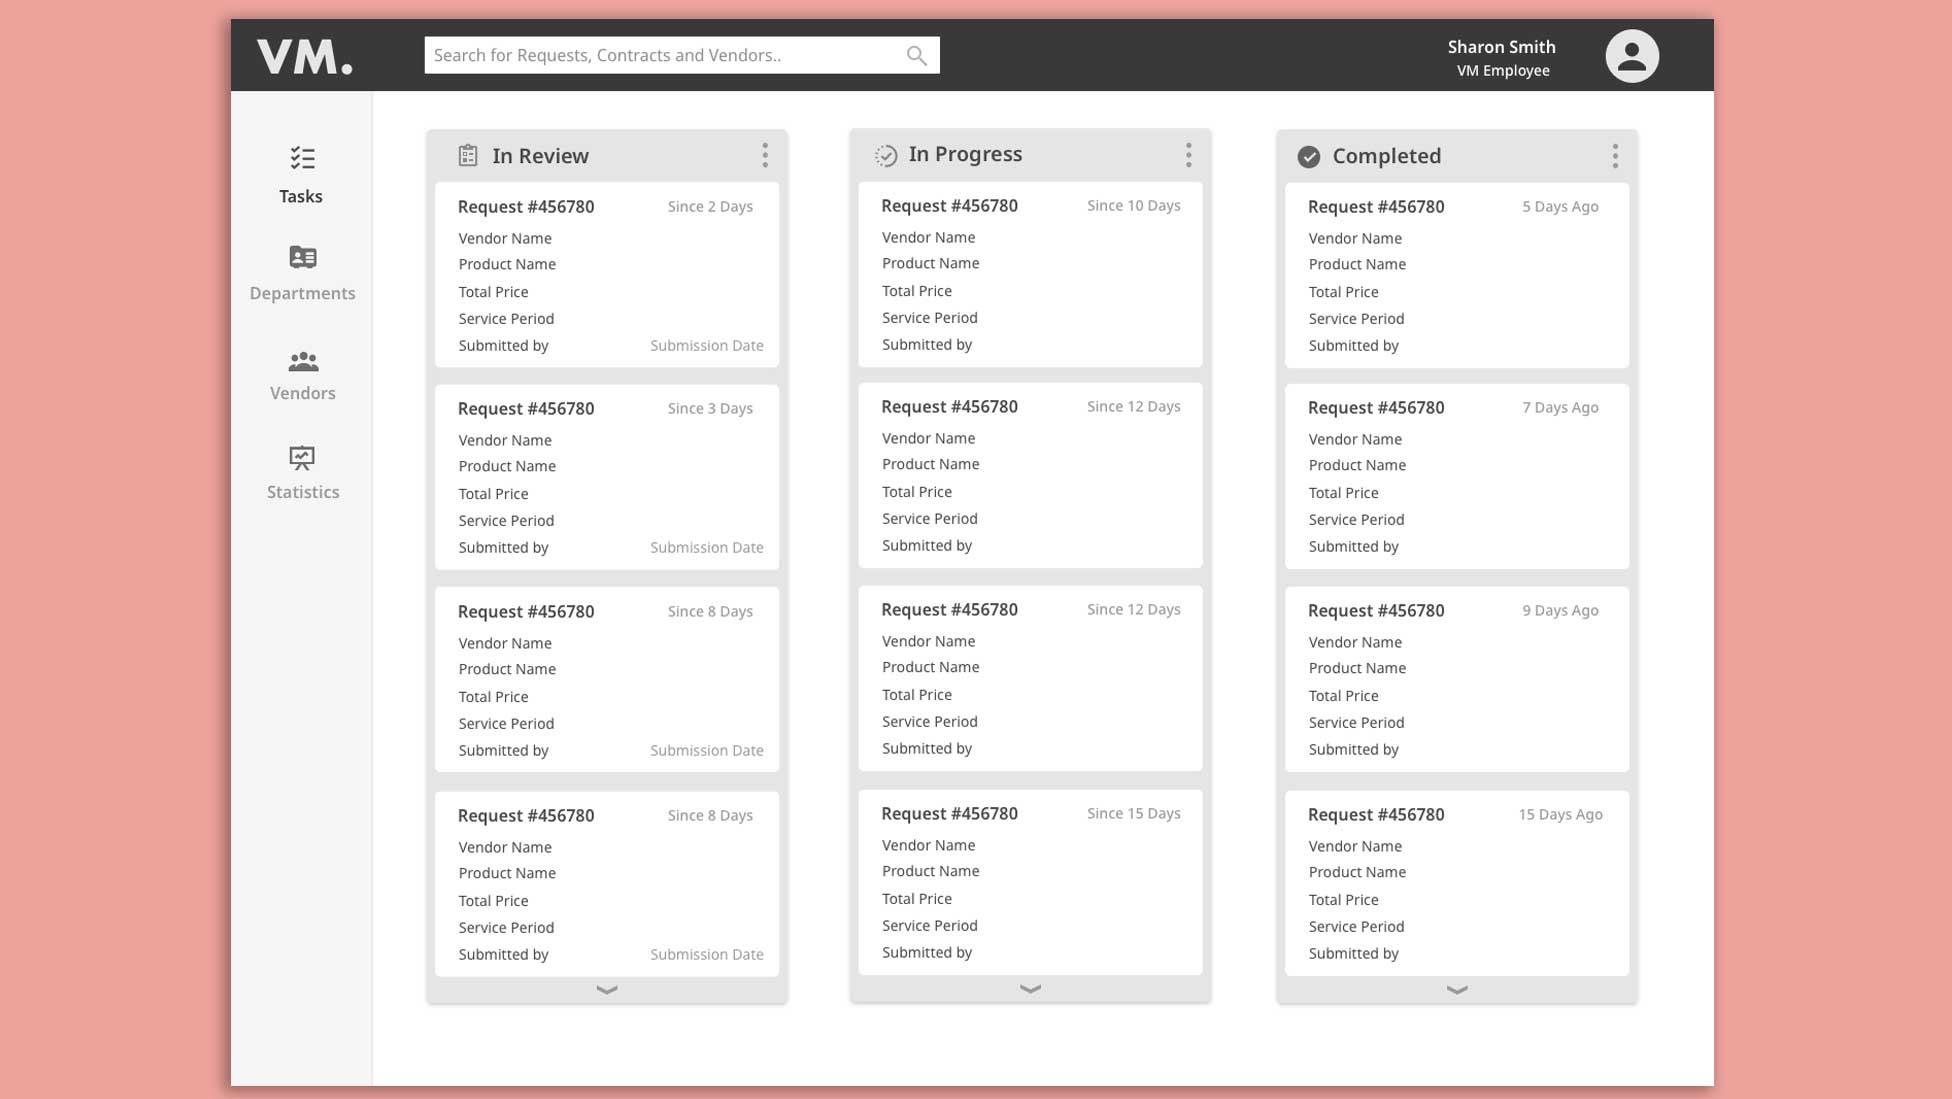 VM.
Search for Requests, Contracts and Vendors..
Sharon Smith
VM Employee
Tasks
Departments
Vendors
Statistics
In Review
Request #456780 Since 2 Days
Vendor Name
Product Name
Total Price
Service Period
Submitted by Submission Date
Request #456780 Since 3 Days
Vendor Name
Product Name
Total Price
Service Period
Submitted by Submission Date
Request #456780 Since 8 Days
Vendor Name
Product Name
Total Price
Service Period
Submitted by Submission Date
Request #456780 Since 8 Days
Vendor Name
Product Name
Total Price
Service Period
Submitted by Submission Date
In Progress
Request #456780 Since 10 Days
Vendor Name
Product Name
Total Price
Service Period
Submitted by
Request #456780 Since 12 Days
Vendor Name
Product Name
Total Price
Service Period
Submitted by
Request #456780 Since 12 Days
Vendor Name
Product Name
Total Price
Service Period
Submitted by
Request #456780 Since 15 Days
Vendor Name
Product Name
Total Price
Service Period
Submitted by
Completed
Request #456780 5 Days Ago
Vendor Name
Product Name
Total Price
Service Period
Submitted by
Request #456780 7 Days Ago
Vendor Name
Product Name
Total Price
Service Period
Submitted by
Request #456780 9 Days Ago
Vendor Name
Product Name
Total Price
Service Period
Submitted by
Request #456780 15 Days Ago
Vendor Name
Product Name
Total Price
Service Period
Submitted by